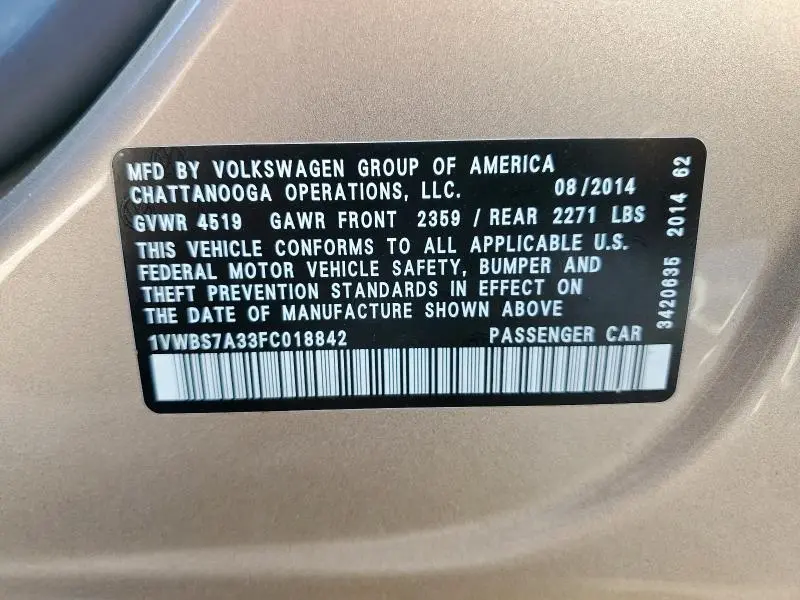 MFD BY VOLKSWAGEN GROUP OF AMERICA
CHATTANOOGA OPERATIONS, LLC. 08/2014
GVWR 4519 GAWR FRONT 2359 / REAR 2271 LBS
THIS VEHICLE CONFORMS TO ALL APPLICABLE U.S.
FEDERAL MOTOR VEHICLE SAFETY, BUMPER AND
THEFT PREVENTION STANDARDS IN EFFECT ON
THE DATE OF MANUFACTURE SHOWN ABOVE
1VWBS7A33FC018842 PASSENGER CAR
3420635 2014 62